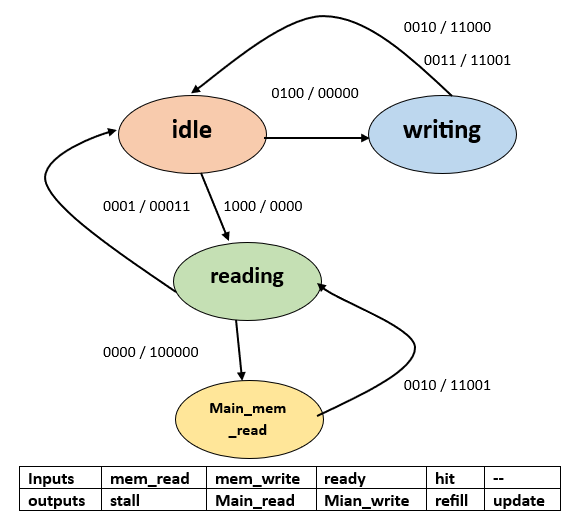 0010 / 11000
0011 / 11001
0100 / 00000
idle
writing
0001 / 00011
1000 / 0000
reading
0000 / 100000
0010 / 11001
Main_mem
_read
Inputs mem_read mem_write ready hit --
outputs stall Main_read Mian_write refill update